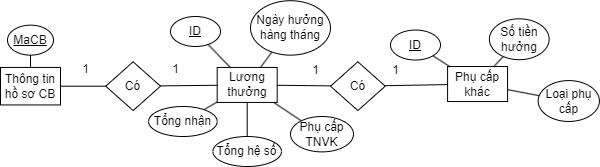 MaCB
Thông tin
hồ sơ CB
1
Có
1
ID
Ngày hưởng
hàng tháng
Lương
thưởng
Tổng nhận
Tổng hệ số
Phụ cấp
TNVK
1
Có
1
ID
Số tiền
hưởng
Phụ cấp
khác
Loại phụ
cấp